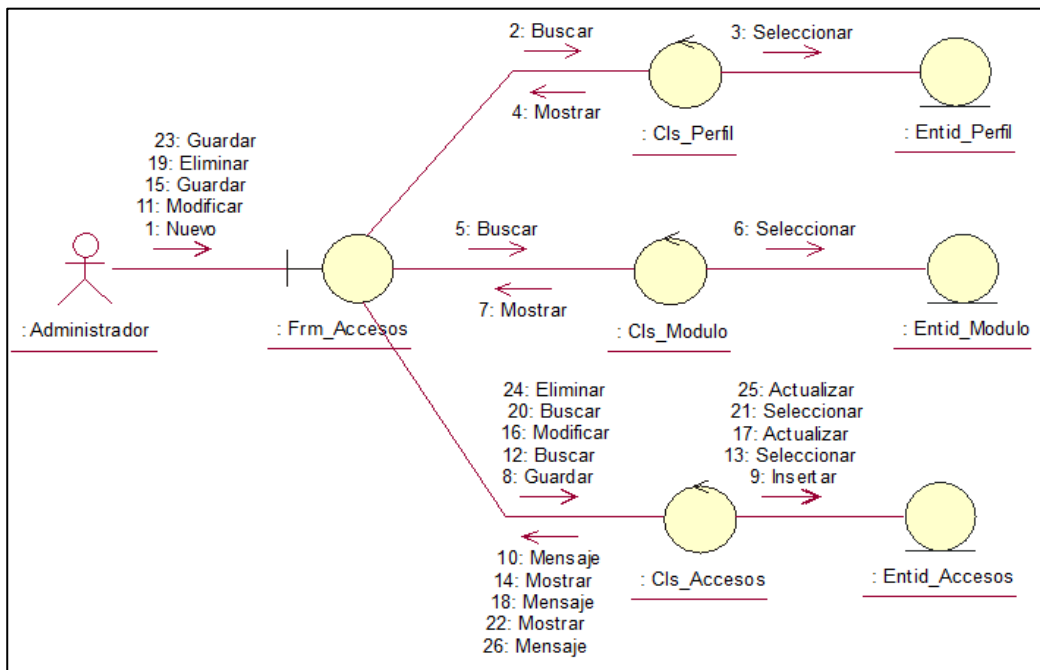 2: Buscar
3: Seleccionar
4: Mostrar
: Cls_Perfil
: Entid_Perfil
23: Guardar
19: Eliminar
15: Guardar
11: Modificar
1: Nuevo
5: Buscar
6: Seleccionar
7: Mostrar
: Administrador
: Frm_Accesos
: Cls_Modulo
: Entid_Modulo
24: Eliminar
20: Buscar
16: Modificar
12: Buscar
8: Guardar
25: Actualizar
21: Seleccionar
17: Actualizar
13: Seleccionar
9: Insertar
10: Mensaje
14: Mostrar
18: Mensaje
22: Mostrar
26: Mensaje
: Cls_Accesos
: Entid_Accesos